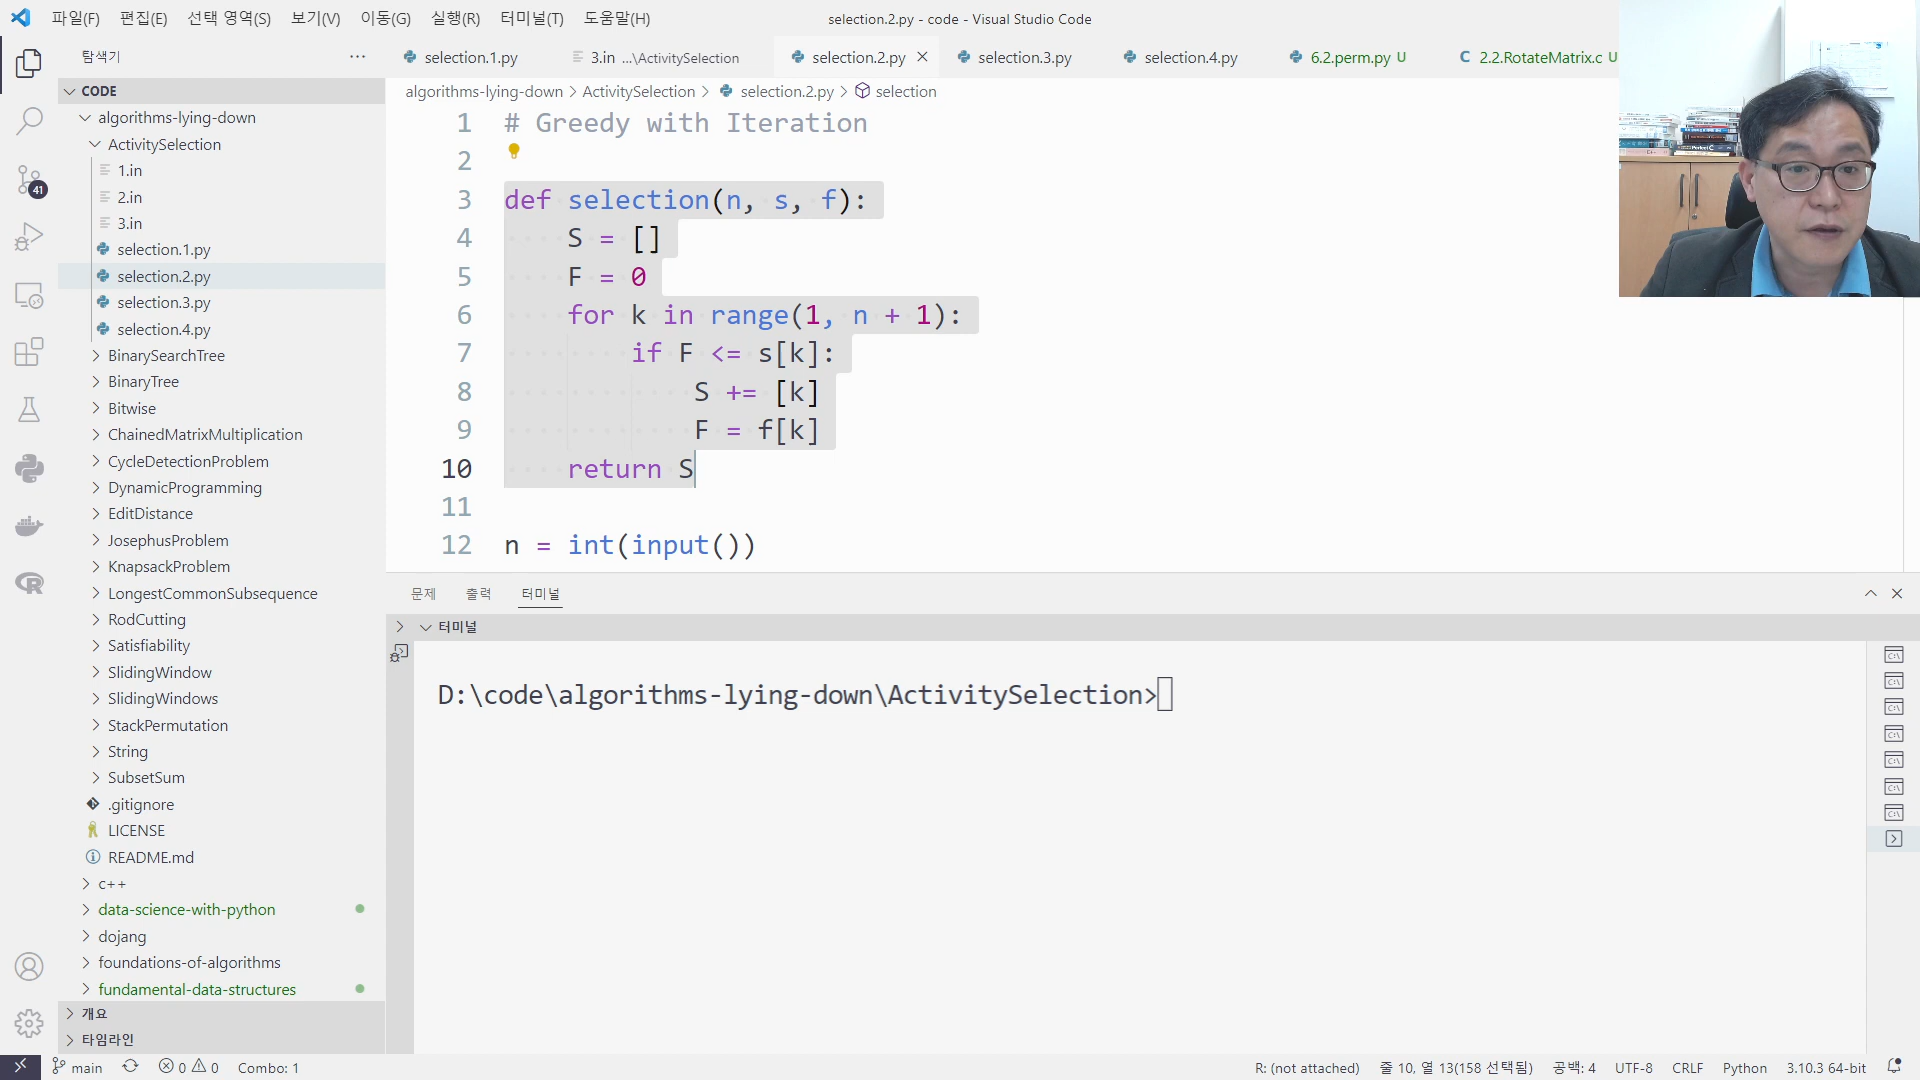 파일(F) 편집(E) 선택 영역(S) 보기(V) 이동(G) 실행(R) 터미널(T) 도움말(H)
selection.2.py - code - Visual Studio Code
탐색기 ···
selection.1.py
3.in ...\ActivitySelection
selection.2.py
selection.3.py
selection.4.py
6.2.perm.py U
2.2.RotateMatrix.c U
algorithms-lying-down > ActivitySelection > selection.2.py > selection
CODE
algorithms-lying-down
ActivitySelection
1.in
2.in
3.in
selection.1.py
selection.2.py
selection.3.py
selection.4.py
BinarySearchTree
BinaryTree
Bitwise
ChainedMatrixMultiplication
CycleDetectionProblem
DynamicProgramming
EditDistance
JosephusProblem
KnapsackProblem
LongestCommonSubsequence
RodCutting
Satisfiability
SlidingWindow
SlidingWindows
StackPermutation
String
SubsetSum
.gitignore
LICENSE
README.md
c++
data-science-with-python
dojang
foundations-of-algorithms
fundamental-data-structures
개요
타임라인
41
1 # Greedy with Iteration
2
3 def selection(n, s, f):
4 S = []
5 F = 0
6 for k in range(1, n + 1):
7 if F <= s[k]:
8 S += [k]
9 F = f[k]
10 return S
11
12 n = int(input())
문제 출력 터미널
터미널
D:\code\algorithms-lying-down\ActivitySelection>
main 0 0 Combo: 1
R: (not attached) 줄 10, 열 13(158 선택됨) 공백: 4 UTF-8 CRLF Python 3.10.3 64-bit